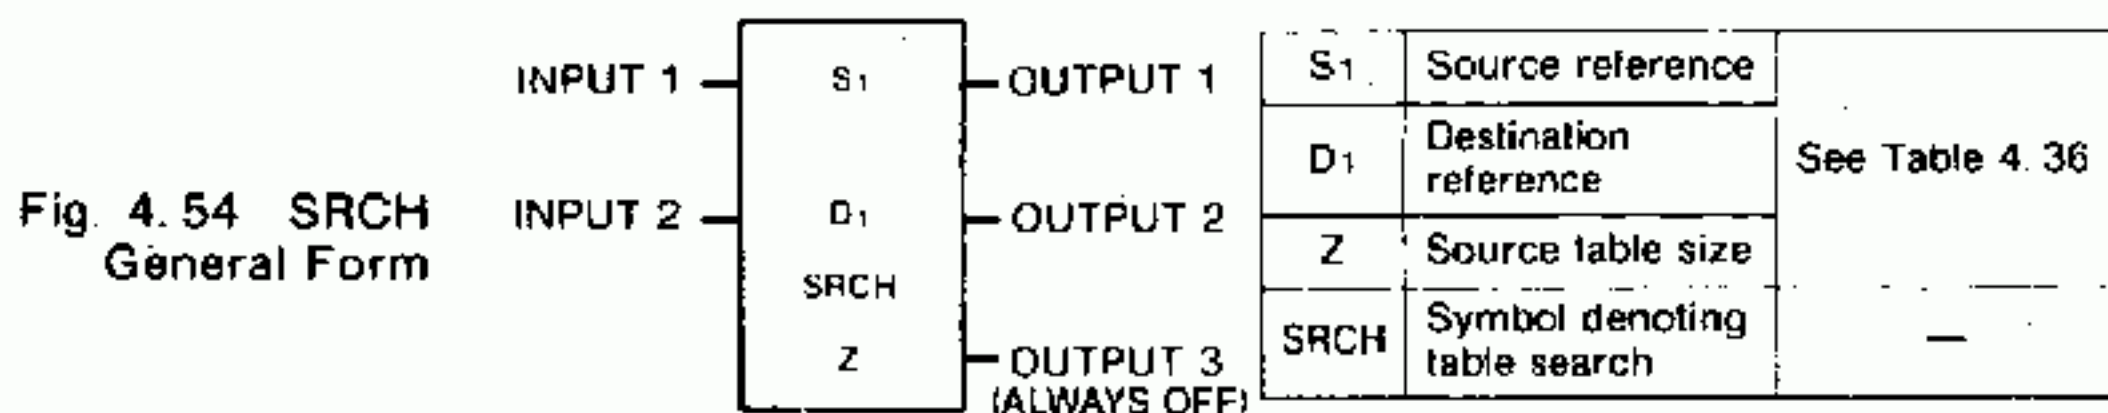 Fig. 4.54 SRCH
General Form
INPUT 1
INPUT 2
S1
D1
SRCH
Z
OUTPUT 1
OUTPUT 2
OUTPUT 3
(ALWAYS OFF)
S1 Source reference
D1 Destination
reference
See Table 4.36
Z Source table size
SRCH Symbol denoting
table search
—